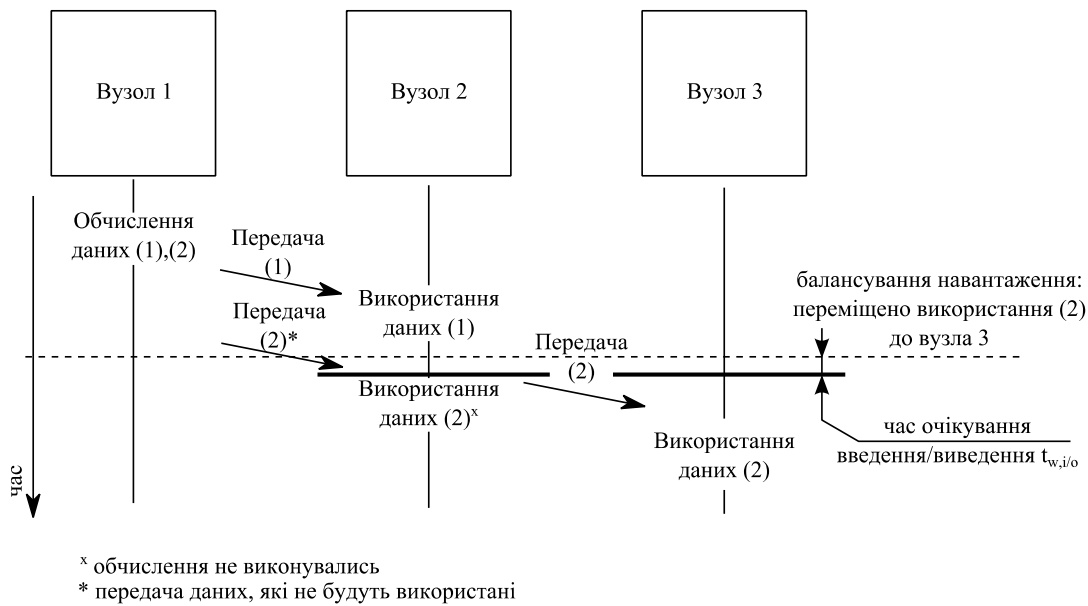 Вузол 1
Вузол 2
Вузол 3
Обчислення
даних (1),(2)
Передача
(1)
Використання
даних (1)
Передача
(2)*
балансування навантаження:
переміщено використання (2)
до вузла 3
Передача
(2)
Використання
даних (2)ˣ
Використання
даних (2)
час очікування
введення/виведення t_w,i/o
час
ˣ обчислення не виконувались
* передача даних, які не будуть використані